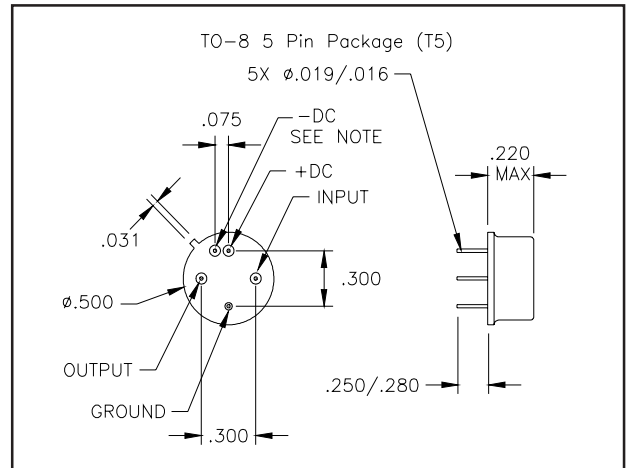 TO-8 5 Pin Package (T5)
5X ø.019/.016
.075
-DC
SEE NOTE
+DC
INPUT
.220
MAX
.031
ø.500
.300
OUTPUT
GROUND
.300
.250/.280